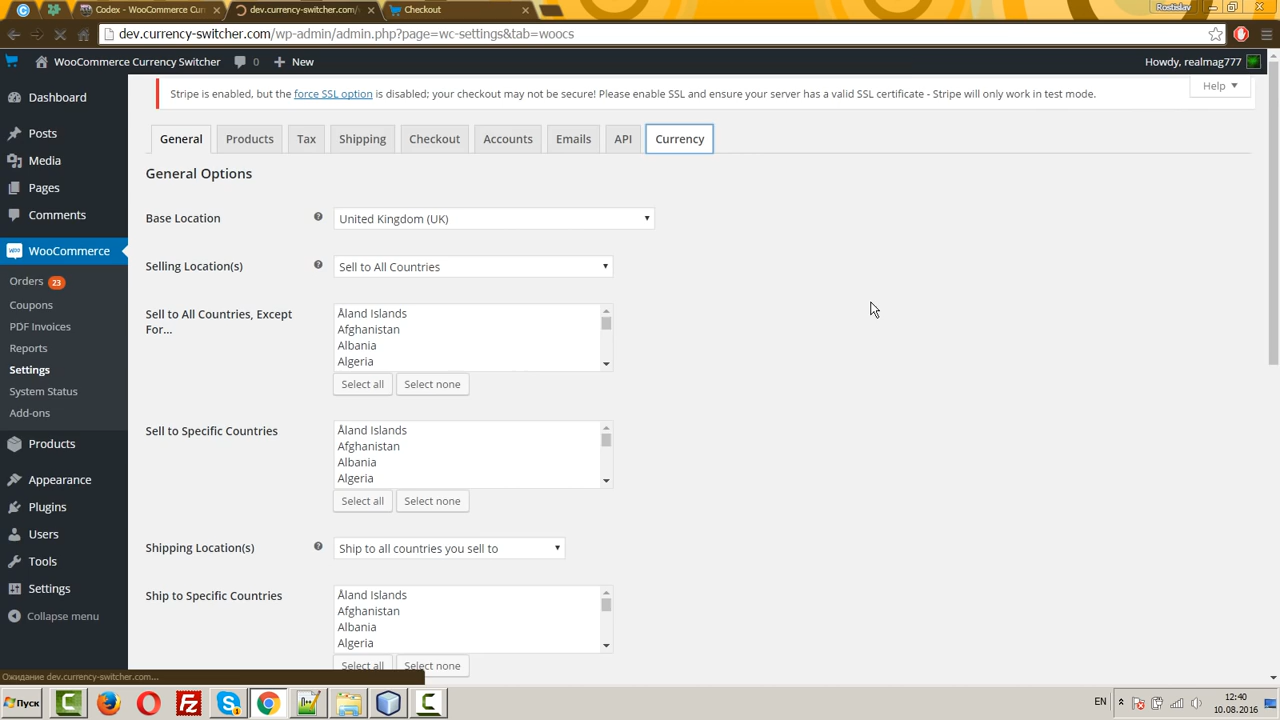 Codex - WooCommerce Cur
dev.currency-switcher.com/
Checkout
Rostislav
dev.currency-switcher.com/wp-admin/admin.php?page=wc-settings&tab=woocs
WooCommerce Currency Switcher
0
New
Howdy, realmag777
Stripe is enabled, but the force SSL option is disabled; your checkout may not be secure! Please enable SSL and ensure your server has a valid SSL certificate - Stripe will only work in test mode.
Help
Dashboard
Posts
Media
Pages
Comments
WooCommerce
Orders 23
Coupons
PDF Invoices
Reports
Settings
System Status
Add-ons
Products
Appearance
Plugins
Users
Tools
Settings
Collapse menu
General
Products
Tax
Shipping
Checkout
Accounts
Emails
API
Currency
General Options
Base Location
United Kingdom (UK)
Selling Location(s)
Sell to All Countries
Sell to All Countries, Except
For...
Åland Islands
Afghanistan
Albania
Algeria
Select all
Select none
Sell to Specific Countries
Åland Islands
Afghanistan
Albania
Algeria
Select all
Select none
Shipping Location(s)
Ship to all countries you sell to
Ship to Specific Countries
Åland Islands
Afghanistan
Albania
Algeria
Select all
Select none
Ожидание dev.currency-switcher.com...
Пуск
EN
12:40
10.08.2016